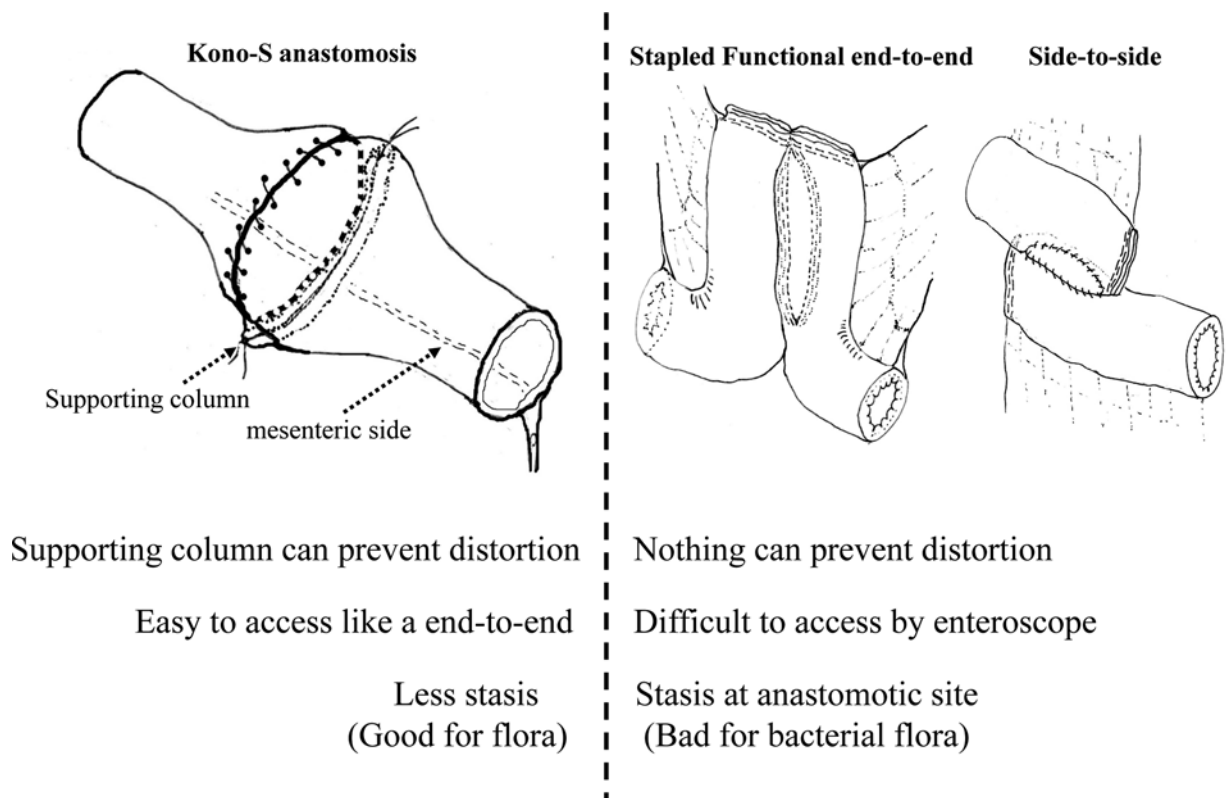 Kono-S anastomosis
Supporting column
mesenteric side
Supporting column can prevent distortion
Easy to access like a end-to-end
Less stasis
(Good for flora)
Stapled Functional end-to-end
Side-to-side
Nothing can prevent distortion
Difficult to access by enteroscope
Stasis at anastomotic site
(Bad for bacterial flora)